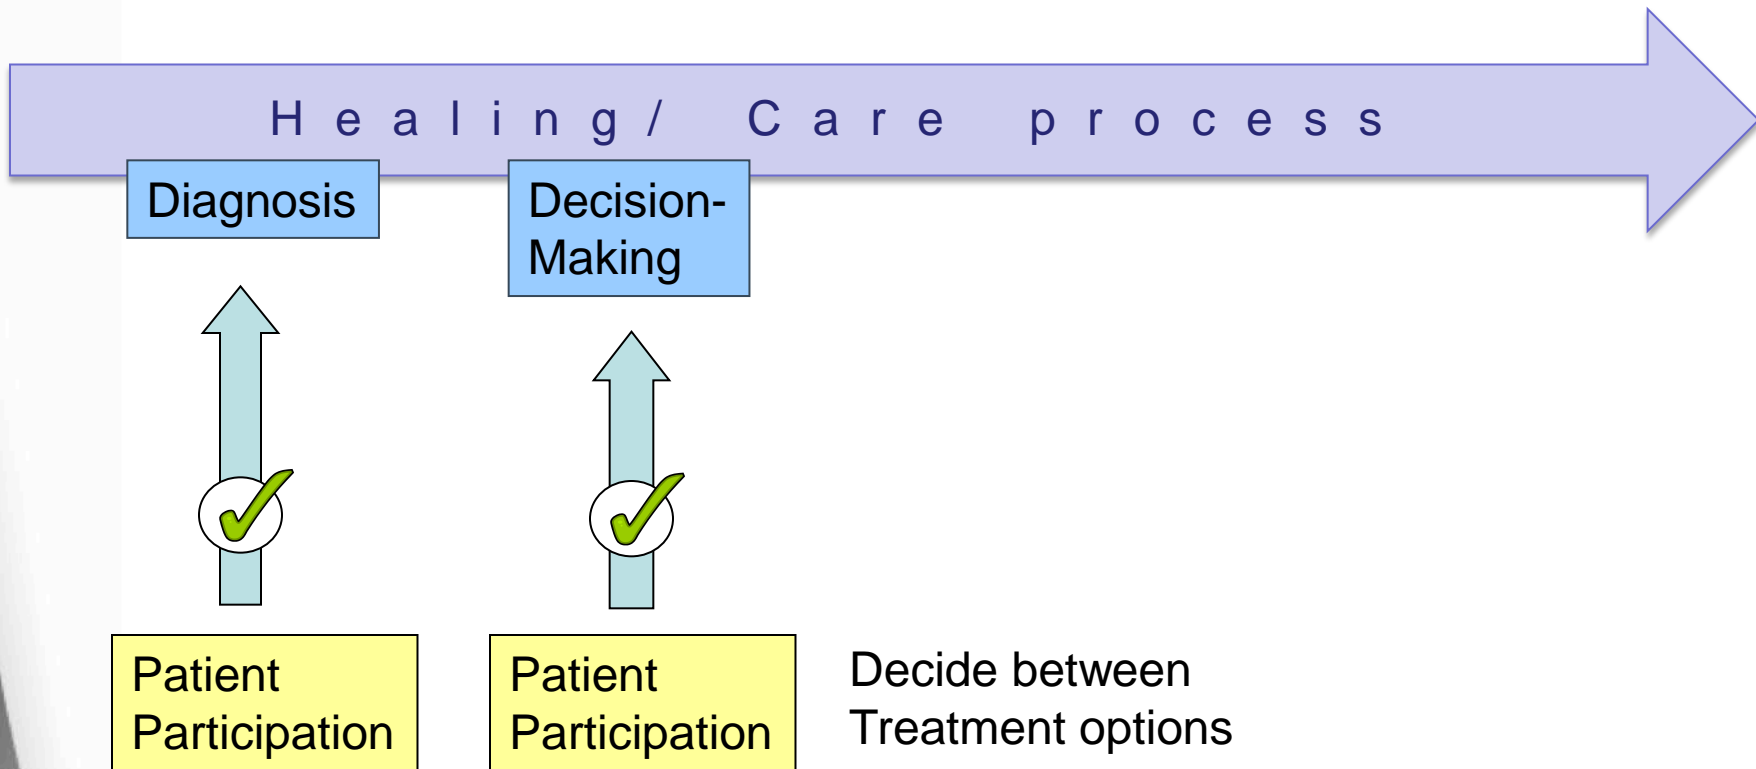 Healing/ Care process
Diagnosis
Decision-
Making
Patient
Participation
Patient
Participation
Decide between
Treatment options